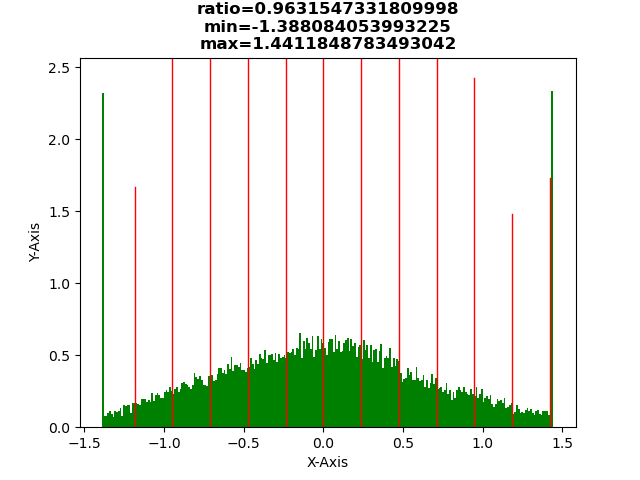 ratio=0.9631547331809998
min=-1.388084053993225
max=1.4411848783493042
2.5
2.0
1.5
1.0
0.5
0.0
Y-Axis
−1.5 −1.0 −0.5 0.0 0.5 1.0 1.5
X-Axis